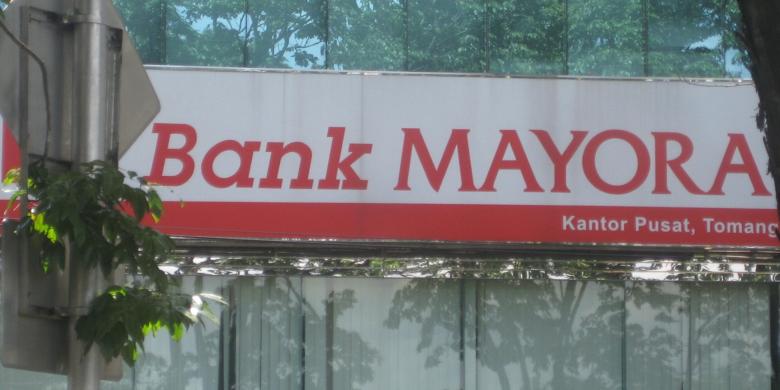 Bank MAYORA
Kantor Pusat, Tomang